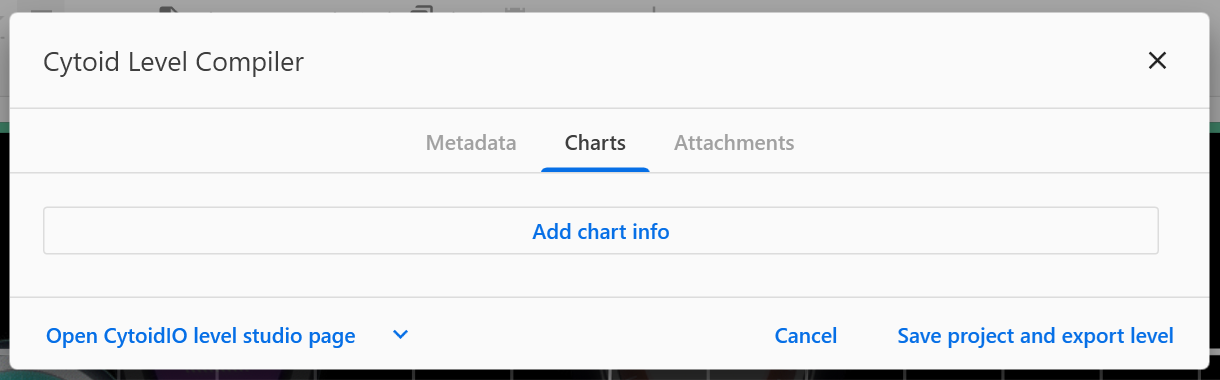 Cytoid Level Compiler
Metadata Charts Attachments
Add chart info
Open CytoidIO level studio page Cancel Save project and export level